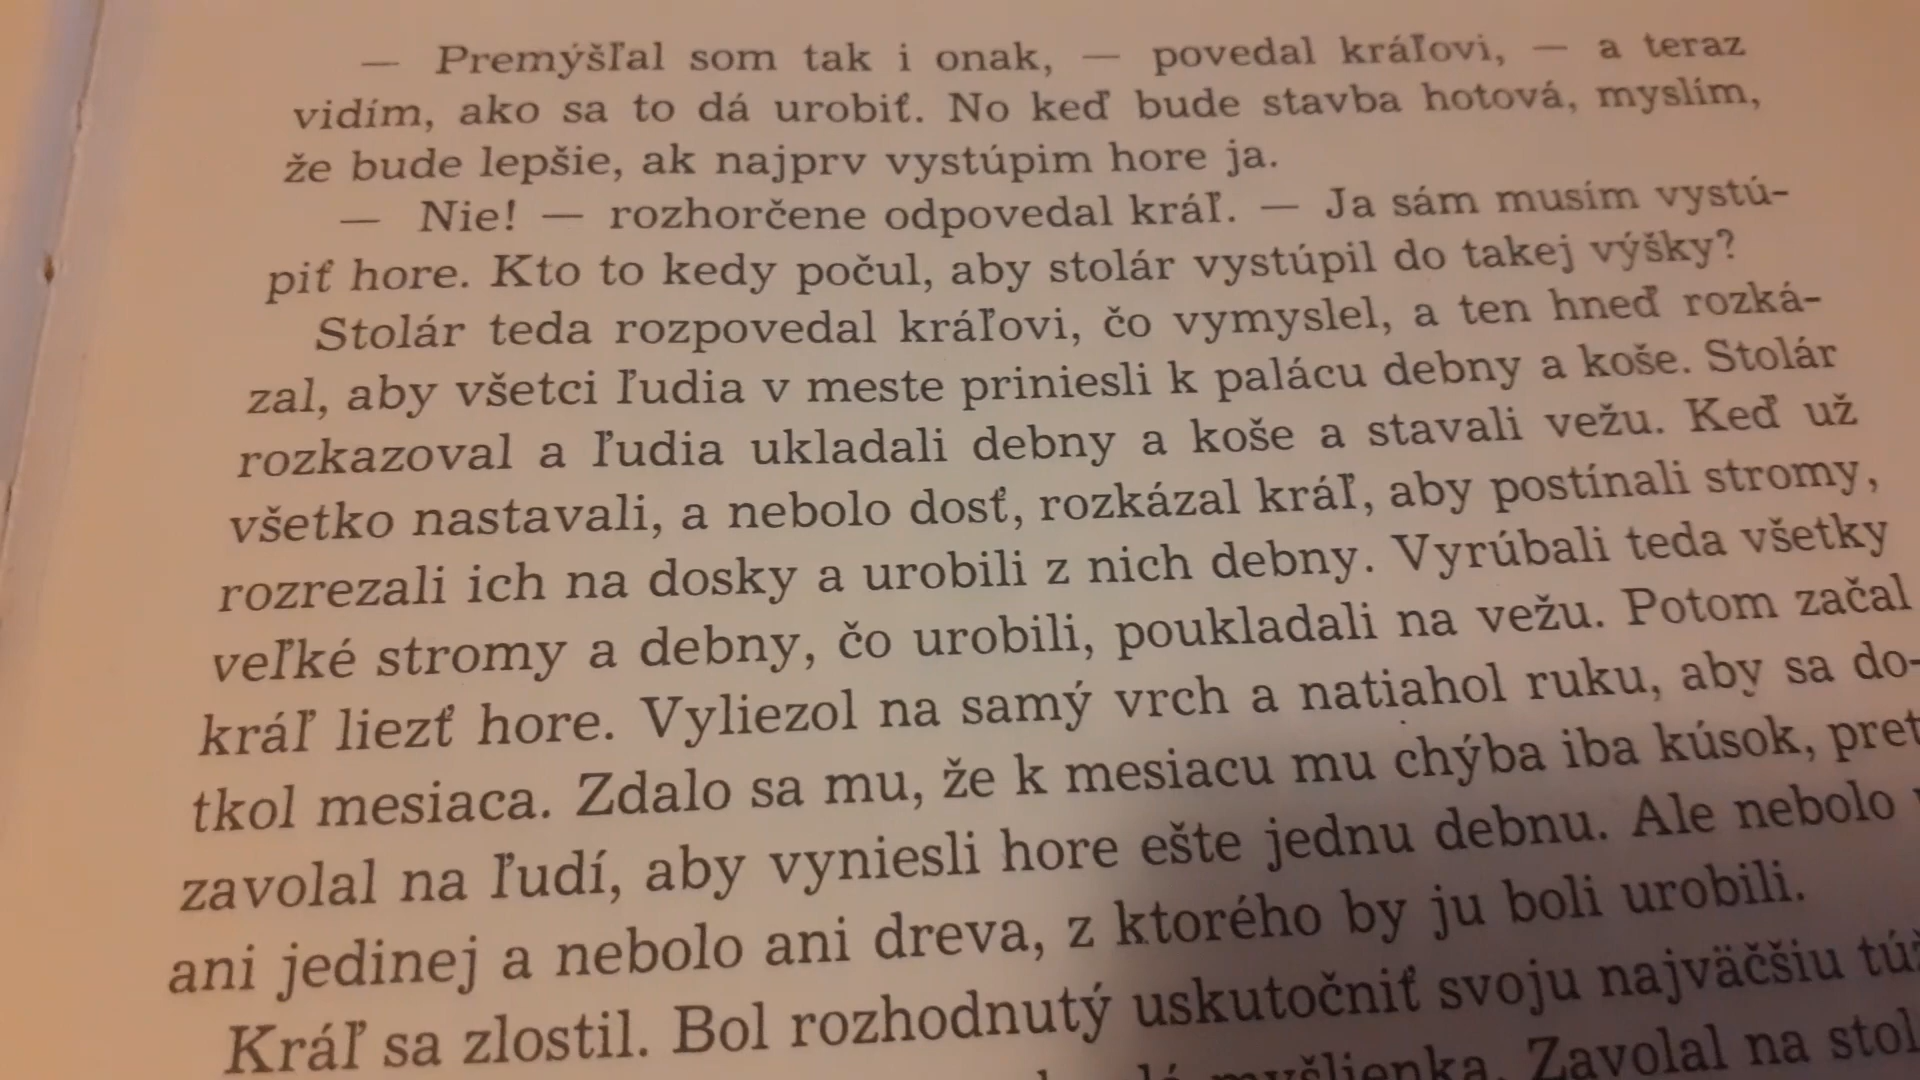 — Premýšľal som tak i onak, — povedal kráľovi, — a teraz
vidím, ako sa to dá urobiť. No keď bude stavba hotová, myslím,
že bude lepšie, ak najprv vystúpim hore ja.
— Nie! — rozhorčene odpovedal kráľ. — Ja sám musím vystú-
piť hore. Kto to kedy počul, aby stolár vystúpil do takej výšky?
Stolár teda rozpovedal kráľovi, čo vymyslel, a ten hneď rozká-
zal, aby všetci ľudia v meste priniesli k palácu debny a koše. Stolár
rozkazoval a ľudia ukladali debny a koše a stavali vežu. Keď už
všetko nastavali, a nebolo dosť, rozkázal kráľ, aby postínali stromy,
rozrezali ich na dosky a urobili z nich debny. Vyrúbali teda všetky
veľké stromy a debny, čo urobili, poukladali na vežu. Potom začal
kráľ liezť hore. Vyliezol na samý vrch a natiahol ruku, aby sa do-
tkol mesiaca. Zdalo sa mu, že k mesiacu mu chýba iba kúsok, pret
zavolal na ľudí, aby vyniesli hore ešte jednu debnu. Ale nebolo
ani jedinej a nebolo ani dreva, z ktorého by ju boli urobili.
Kráľ sa zlostil. Bol rozhodnutý uskutočniť svoju najväčšiu túž
myšlienka. Zavolal na stol